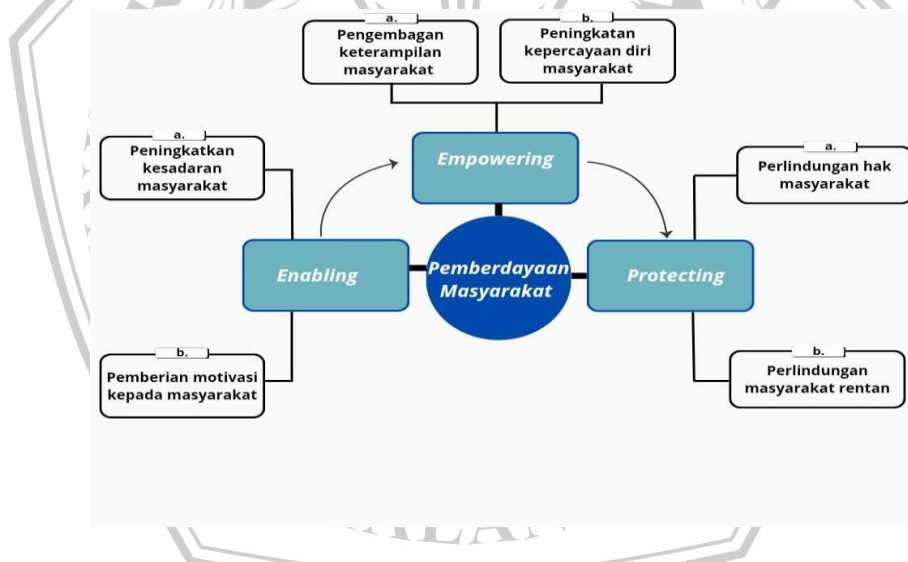 a.
Pengembagan
keterampilan
masyarakat
b.
Peningkatan
kepercayaan diri
masyarakat
a.
Peningkatkan
kesadaran
masyarakat
Empowering
a.
Perlindungan hak
masyarakat
Enabling
Pemberdayaan
Masyarakat
Protecting
b.
Pemberian motivasi
kepada masyarakat
b.
Perlindungan
masyarakat rentan